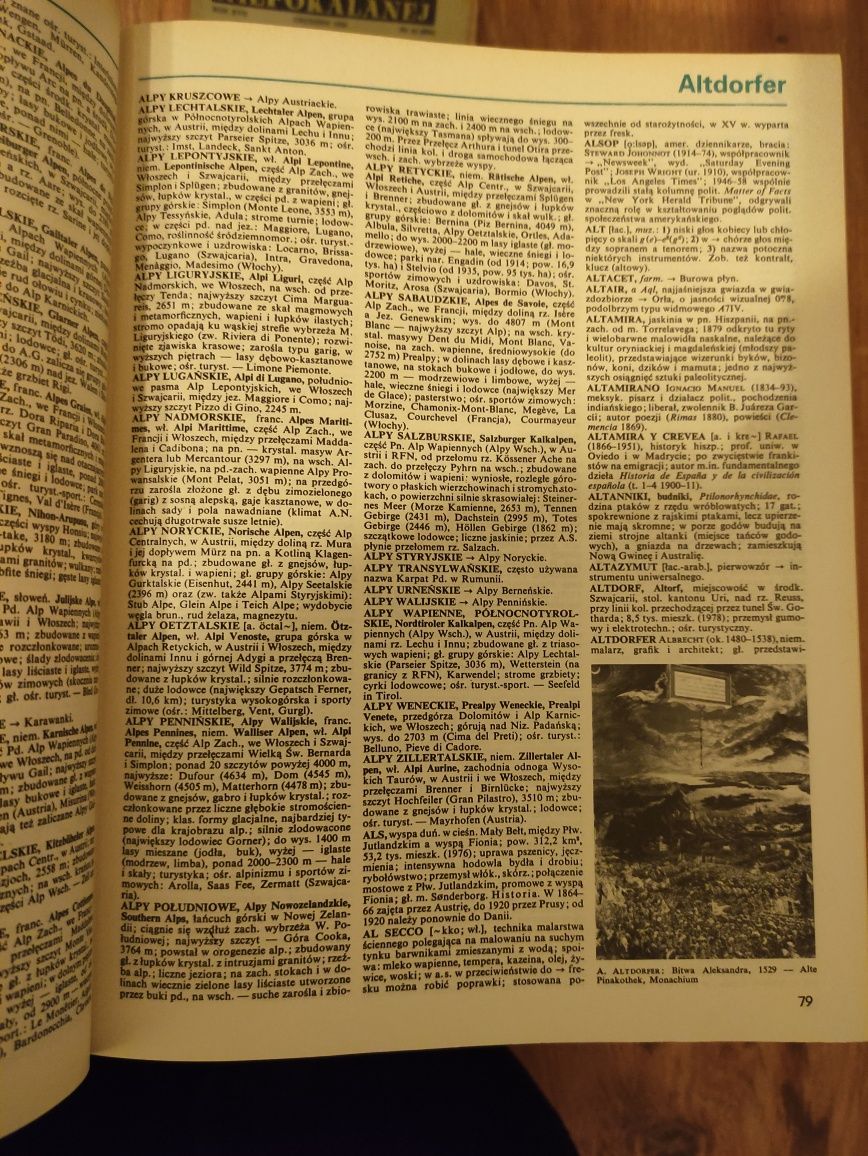 POKALANEJ
Altdorfer
ALPY KRUSZCOWE → Alpy Austriackie.
ALPY LECHTALSKIE, Lechtaler Alpen, grupa
górska w Północnotyrolskich Alpach Wapien-
nych, w Austrii, między dolinami Lechu i Innu;
najwyższy szczyt Parseier Spitze, 3036 m; ośr.
turyst.: Imst, Landeck, Sankt Anton.
ALPY LEPONTYJSKIE, wł. Alpi Lepontine,
niem. Lepontinische Alpen, część Alp Zach., we
Włoszech i Szwajcarii, między przełęczami
Simplon i Splügen; zbudowane z granitów, gnej-
sów, łupków kryst., w części pd. z wapieni; gł.
grupy górskie: Simplon (Monte Leone, 3553 m),
Alpy Tessyńskie, Adula; strome turnie; lodow-
ce; w części pd. nad jez.: Maggiore, Lugano,
Como, roślinność śródziemnomor.; ośr. turyst.-
wypoczynkowe i uzdrowiska: Locarno, Brissa-
go, Lugano (Szwajcaria), Intra, Gravedona,
Menàggio, Madesimo (Włochy).
ALPY LIGURYJSKIE, Alpi Liguri, część Alp
Nadmorskich, we Włoszech, na wsch. od prze-
łęczy Tenda; najwyższy szczyt Cima Margua-
reis, 2651 m; zbudowane ze skał magmowych
i metamorficznych, wapieni i łupków ilastych;
stromo opadają ku wąskiej strefie wybrzeża M.
Liguryjskiego (zw. Riviera di Ponente); rozwi-
nięte zjawiska krasowe; zarośla typu garig, w
wyższych piętrach — lasy dębowo-kasztanowe
i bukowe; ośr. turyst. — Limone Piemonte.
ALPY LUGAŃSKIE, Alpi di Lugano, południo-
we pasma Alp Lepontyjskich, we Włoszech
i Szwajcarii, między jez. Maggiore i Como; naj-
wyższy szczyt Pizzo di Gino, 2245 m.
ALPY NADMORSKIE, franc. Alpes Mariti-
mes, wł. Alpi Marittime, część Alp Zach., we
Francji i Włoszech, między przełęczami Madda-
lena i Cadibona; na pn. — kryst. masyw Ar-
gentera lub Mercantour (3297 m), na wsch. Al-
py Liguryjskie, na pd.-zach. wapienne Alpy Pro-
wansalskie (Mont Pelat, 3051 m); na przedgó-
rzu zarośla złożone gł. z dębu zimozielonego
(garig) z sosną alepską, gaje kasztanowe, w do-
linach sady i pola nawadniane (klimat A.N.
cechują długotrwałe susze letnie).
ALPY NORYCKIE, Norische Alpen, część Alp
Centralnych, w Austrii, między doliną rz. Mura
i jej dopływem Mürz na pn. a Kotliną Klagen-
furcką na pd.; zbudowane gł. z gnejsów, łup-
ków kryst. i wapieni; gł. grupy górskie: Alpy
Gurktalskie (Eisenhut, 2441 m), Alpy Seetalskie
(2396 m) oraz (zw. także Alpami Styryjskimi):
Stub Alpe, Glein Alpe i Teich Alpe; wydobycie
węgla brun., rud żelaza, magnezytu.
ALPY OETZTALSKIE [a. öctal~], niem. Ötz-
taler Alpen, wł. Alpi Venoste, grupa górska w
Alpach Retyckich, w Austrii i Włoszech, między
dolinami Innu i górnej Adygi a przełęczą Bren-
ner; najwyższy szczyt Wild Spitze, 3774 m; zbu-
dowane z łupków kryst.; silnie rozczłonkowa-
ne; duże lodowce (największy Gepatsch Ferner,
dł. 10,6 km); turystyka wysokogórska i sporty
zimowe (ośr.: Mittelberg, Vent, Gurgl).
ALPY PENNIŃSKIE, Alpy Walijskie, franc.
Alpes Pennines, niem. Walliser Alpen, wł. Alpi
Pennine, część Alp Zach., we Włoszech i Szwaj-
carii, między przełęczami Wielką Św. Bernarda
i Simplon; ponad 20 szczytów powyżej 4000 m,
najwyższe: Dufour (4634 m), Dom (4545 m),
Weisshorn (4505 m), Matterhorn (4478 m); zbu-
dowane z gnejsów, gabro i łupków kryst.; roz-
członkowane przez liczne głębokie stromościen-
ne doliny; klas. formy glacjalne, najbardziej ty-
powe dla krajobrazu alp.; silnie zlodowacone
(największy lodowiec Gorner); do wys. 1400 m
lasy mieszane (jodła, buk), wyżej — iglaste
(modrzew, limba), ponad 2000–2300 m — hale
i skały; turystyka; ośr. alpinizmu i sportów zi-
mowych: Arolla, Saas Fee, Zermatt (Szwajca-
ria).
ALPY POŁUDNIOWE, Alpy Nowozelandzkie,
Southern Alps, łańcuch górski w Nowej Zelan-
dii; ciągnie się wzdłuż zach. wybrzeża W. Po-
łudniowej; najwyższy szczyt — Góra Cooka,
3764 m; powstał w orogenezie alp.; zbudowany
gł. z łupków kryst. z intruzjami granitów; rzeź-
ba alp.; liczne jeziora; na zach. stokach i w do-
linach wiecznie zielone lasy liściaste utworzone
przez buki pd., na wsch. — suche zarośla i zbio-
rowiska trawiaste; linia wiecznego śniegu na
wys. 2100 m na zach. i 2400 m na wsch.; lodow-
ce (największy Tasmana) spływają do wys. 300–
200 m. Przez Przełęcz Arthura i tunel Otira prze-
chodzi linia kol. i droga samochodowa łącząca
wsch. i zach. wybrzeże wyspy.
ALPY RETYCKIE, niem. Rätische Alpen, wł.
Alpi Retiche, część Alp Centr., w Szwajcarii,
Włoszech i Austrii, między przełęczami Splügen
i Brenner; zbudowane gł. z gnejsów i łupków
kryst., częściowo z dolomitów i skał wulk.; gł.
grupy górskie: Bernina (Piz Bernina, 4049 m),
Albula, Silvretta, Alpy Oetztalskie, Ortles, Ada-
mello; do wys. 2000–2200 m lasy iglaste (gł. mo-
drzewiowe), wyżej — hale, wieczne śniegi i lo-
dowce; parki nar. Engadin (od 1914; pow. 16,9
tys. ha) i Stelvio (od 1935, pow. 95 tys. ha); ośr.
sportów zimowych i uzdrowiska: Davos, St.
Moritz, Arosa (Szwajcaria), Bormio (Włochy).
ALPY SABAUDZKIE, Alpes de Savoie, część
Alp Zach., we Francji, między doliną rz. Isère
a Jez. Genewskim; wys. do 4807 m (Mont
Blanc — najwyższy szczyt Alp); na wsch. kry-
stal. masywy Dent du Midi, Mont Blanc, Va-
noise, na zach. wapienne, średniowysokie (do
2752 m) Prealpy; w dolinach lasy dębowe i kasz-
tanowe, na stokach bukowe i jodłowe, do wys.
2200 m — modrzewiowe i limbowe, wyżej —
hale, wieczne śniegi i lodowce (największy Mer
de Glace); pasterstwo; ośr. sportów zimowych:
Morzine, Chamonix-Mont-Blanc, Megève, La
Clusaz, Courchevel (Francja), Courmayeur
(Włochy).
ALPY SALZBURSKIE, Salzburger Kalkalpen,
część Pn. Alp Wapiennych (Alpy Wsch.), w Au-
strii i RFN, od przełomu rz. Kössener Ache na
zach. do przełęczy Pyhrn na wsch.; zbudowane
z dolomitów i wapieni: wyniosłe, rozległe góro-
twory o płaskich wierzchowinach i stromych sto-
kach, o powierzchni silnie skrasowiałej: Steiner-
nes Meer (Morze Kamienne, 2653 m), Tennen
Gebirge (2431 m), Dachstein (2995 m), Totes
Gebirge (2446 m), Höllen Gebirge (1862 m);
szczątkowe lodowce; liczne jaskinie; przez A.S.
płynie przełomem rz. Salzach.
ALPY STYRYJSKIE → Alpy Noryckie.
ALPY TRANSYLWAŃSKIE, często używana
nazwa Karpat Pd. w Rumunii.
ALPY URNEŃSKIE → Alpy Berneńskie.
ALPY WALIJSKIE → Alpy Pennińskie.
ALPY WAPIENNE, PÓŁNOCNOTYROL-
SKIE, Nordtiroler Kalkalpen, część Pn. Alp Wa-
piennych (Alpy Wsch.), w Austrii, między doli-
nami rz. Lechu i Innu; zbudowane gł. z triaso-
wych wapieni; gł. grupy górskie: Alpy Lechtal-
skie (Parseier Spitze, 3036 m), Wetterstein (na
granicy z RFN), Karwendel; strome grzbiety;
cyrki lodowcowe; ośr. turyst.-sport. — Seefeld
in Tirol.
ALPY WENECKIE, Prealpy Weneckie, Prealpi
Venete, przedgórza Dolomitów i Alp Karnic-
kich, we Włoszech; górują nad Niz. Padańską;
wys. do 2703 m (Cima del Preti); ośr. turyst.:
Belluno, Pieve di Cadore.
ALPY ZILLERTALSKIE, niem. Zillertaler Al-
pen, wł. Alpi Aurine, zachodnia odnoga Wyso-
kich Taurów, w Austrii i we Włoszech, między
przełęczami Brenner i Birnlücke; najwyższy
szczyt Hochfeiler (Gran Pilastro), 3510 m; zbu-
dowane z gnejsów i łupków kryst.; lodowce;
ośr. turyst. — Mayrhofen (Austria).
ALS, wyspa duń. w cieśn. Mały Bełt, między Płw.
Jutlandzkim a wyspą Fionia; pow. 312,2 km²,
53,2 tys. mieszk. (1976); uprawa pszenicy, jęcz-
mienia; intensywna hodowla bydła i drobiu;
rybołówstwo; przemysł włók., skórz.; połączenie
mostowe z Płw. Jutlandzkim, promowe z wyspą
Fionia; gł. m. Sønderborg. Historia. W 1864–
66 zajęta przez Austrię, do 1920 przez Prusy; od
1920 należy ponownie do Danii.
AL SECCO [~kko; wł.], technika malarstwa
ściennego polegająca na malowaniu na suchym
tynku barwnikami zmieszanymi z wodą; spoi-
wa: mleko wapienne, tempera, kazeina, olej, ży-
wice, woski; w a.s. w przeciwieństwie do → fre-
sku można robić poprawki; stosowana po-
wszechnie od starożytności, w XV w. wyparta
przez fresk.
ALSOP [o:lsəp], amer. dziennikarze, bracia:
STEWARD JOHONNOT (1914–74), współpracownik
→ „Newsweek", wyd. „Saturday Evening
Post"; JOSEPH WRIGHT (ur. 1910), współpracow-
nik „Los Angeles Times"; 1946–58 wspólnie
prowadzili stałą kolumnę polit. Matter of Facts
w „New York Herald Tribune", odgrywali
znaczną rolę w kształtowaniu poglądów polit.
społeczeństwa amerykańskiego.
ALT [łac.], muz.: 1) niski głos kobiecy lub chło-
pięcy o skali g(e)–e²(g²); 2) w → chórze głos mię-
dzy sopranem a tenorem; 3) nazwa potoczna
niektórych instrumentów. Zob. też kontralt,
klucz (altowy).
ALTACET, farm. → Burowa płyn.
ALTAIR, α Aql, najjaśniejsza gwiazda w gwia-
zdozbiorze → Orła, o jasności wizualnej 0ᵐ8,
podolbrzym typu widmowego A7IV.
ALTAMIRA, jaskinia w pn. Hiszpanii, na pn.-
zach. od m. Torrelavega; 1879 odkryto tu ryty
i wielobarwne malowidła naskalne, należące do
kultur oryniackiej i magdaleńskiej (młodszy pa-
leolit), przedstawiające wizerunki byków, bizo-
nów, koni, dzików i mamuta; jedno z najwyż-
szych osiągnięć sztuki paleolitycznej.
ALTAMIRANO IGNACIO MANUEL (1834–93),
meksyk. pisarz i działacz polit., pochodzenia
indiańskiego; liberał, zwolennik B. Juáreza Gar-
cii; autor poezji (Rimas 1880), powieści (Cle-
mencia 1869).
ALTAMIRA Y CREVEA [a. i kre~] RAFAEL
(1866–1951), historyk hiszp.; prof. uniw. w
Oviedo i w Madrycie; po zwycięstwie franki-
stów na emigracji; autor m.in. fundamentalnego
dzieła Historia de España y de la civilización
española (t. 1–4 1900–11).
ALTANNIKI, budniki, Ptilonorhynchidae, ro-
dzina ptaków z rzędu wróblowatych; 17 gat.;
spokrewnione z rajskimi ptakami, lecz upierze-
nie mają skromne; w porze godów budują na
ziemi strojne altanki (miejsce tańców godo-
wych), a gniazda na drzewach; zamieszkują
Nową Gwineę i Australię.
ALTAZYMUT [łac.-arab.], pierwowzór → in-
strumentu uniwersalnego.
ALTDORF, Altorf, miejscowość w środk.
Szwajcarii, stol. kantonu Uri, nad rz. Reuss,
przy linii kol. przechodzącej przez tunel Św. Go-
tharda; 8,5 tys. mieszk. (1978); przemysł gumo-
wy i elektrotechn.; ośr. turystyczny.
ALTDORFER ALBRECHT (ok. 1480–1538), niem.
malarz, grafik i architekt; gł. przedstawi-
A. ALTDORFER: Bitwa Aleksandra, 1529 — Alte
Pinakothek, Monachium
79